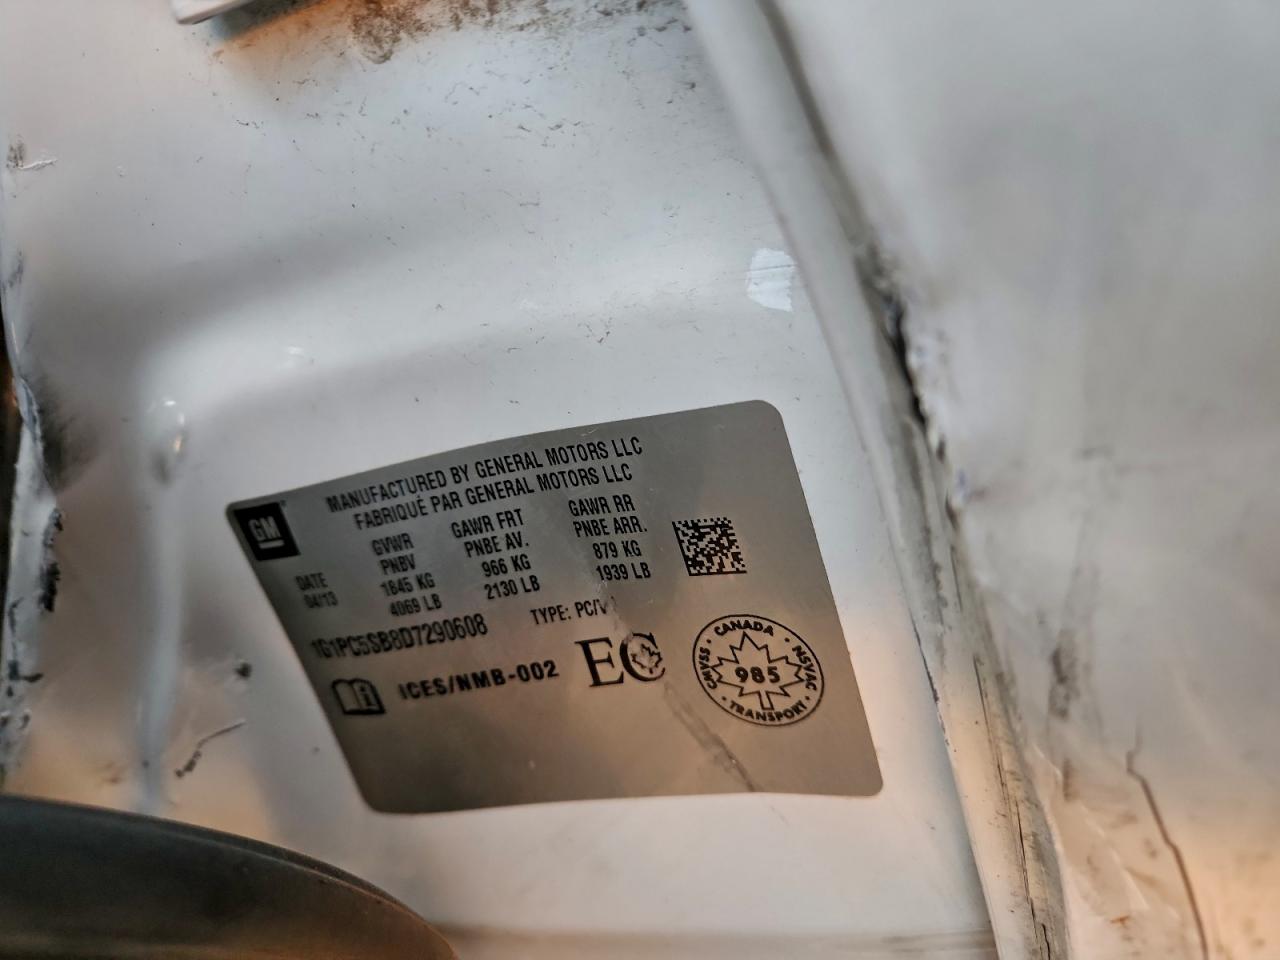 GM
MANUFACTURED BY GENERAL MOTORS LLC
FABRIQUÉ PAR GENERAL MOTORS LLC
DATE GVWR GAWR FRT GAWR RR
04/13 PNBV PNBE AV. PNBE ARR.
1845 KG 966 KG 879 KG
4069 LB 2130 LB 1939 LB
1G1PC5SB8D7290608 TYPE: PC/V
ICES/NMB-002 EC
CANADA
CMVSS 985 NSVAC
TRANSPORT